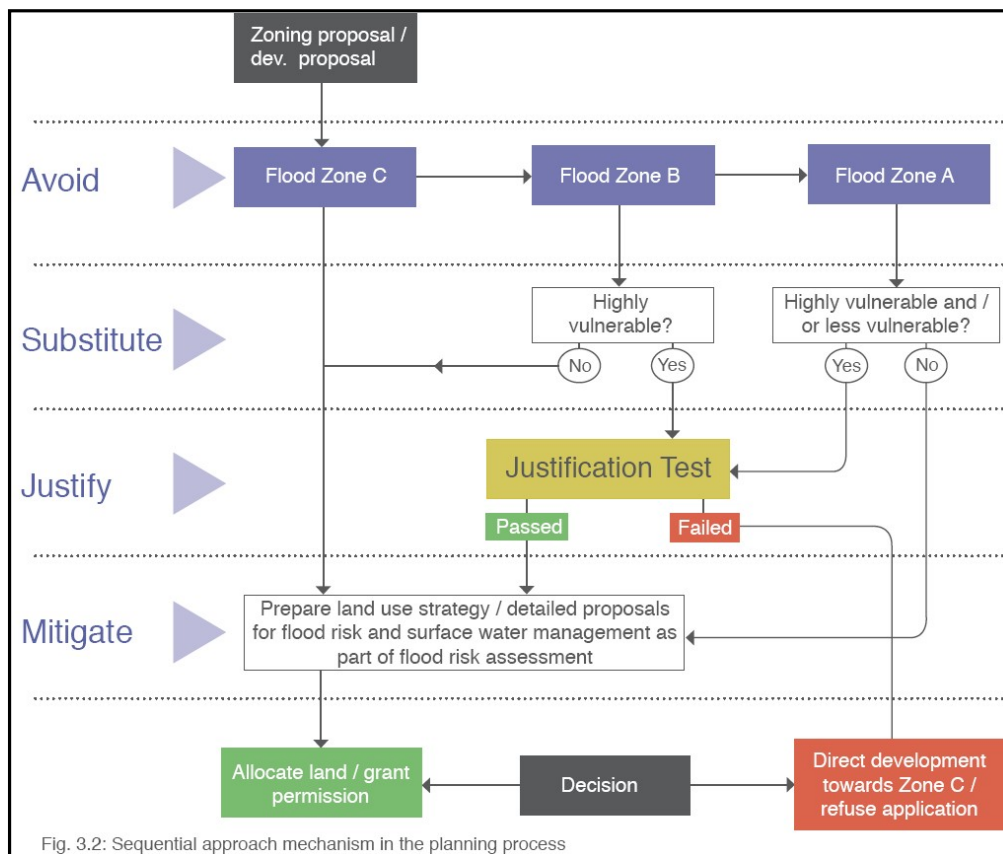 Zoning proposal /
dev. proposal
Avoid
Flood Zone C
Flood Zone B
Flood Zone A
Substitute
Highly
vulnerable?
No
Yes
Highly vulnerable and /
or less vulnerable?
Yes
No
Justify
Justification Test
Passed
Failed
Mitigate
Prepare land use strategy / detailed proposals
for flood risk and surface water management as
part of flood risk assessment
Allocate land / grant
permission
Decision
Direct development
towards Zone C /
refuse application
Fig. 3.2: Sequential approach mechanism in the planning process